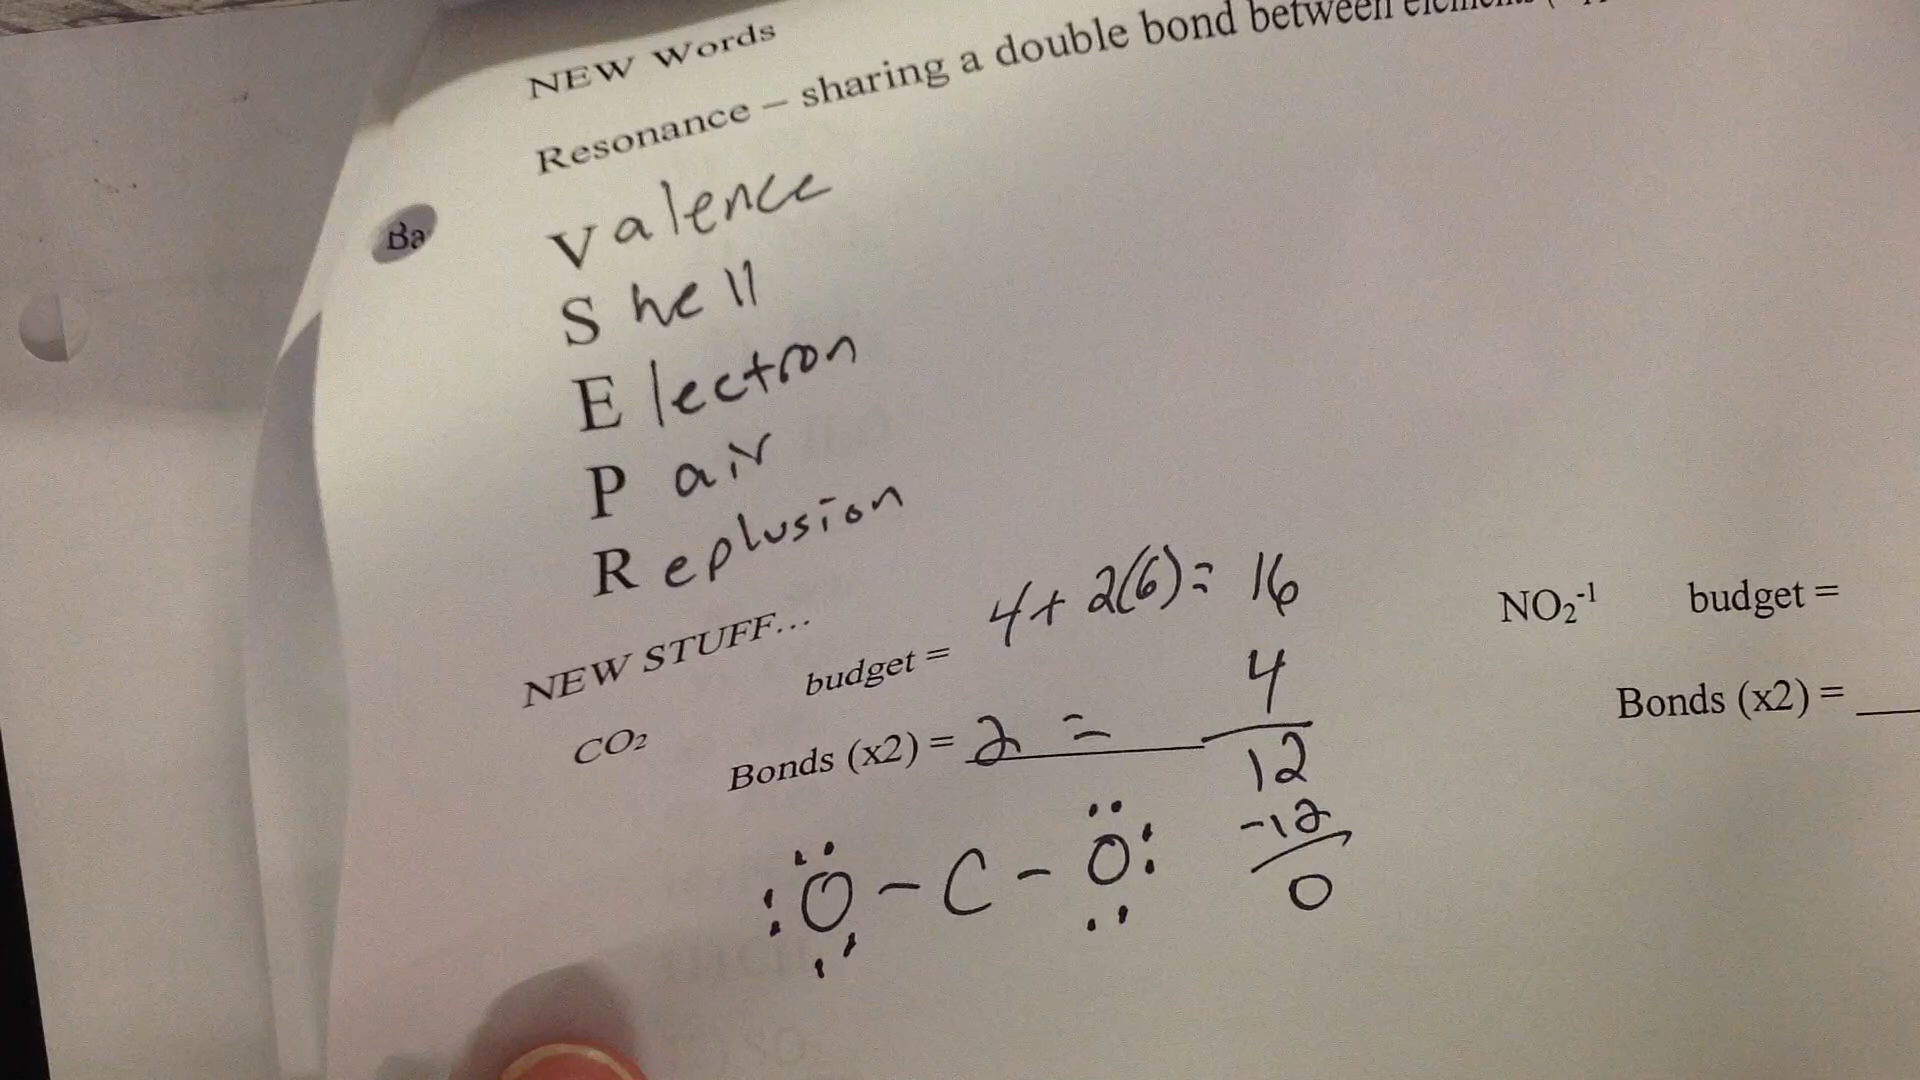 NEW Words
Resonance – sharing a double bond between
Ba
Valence
Shell
Electron
Pair
Replusion
NEW STUFF...
CO₂ budget = 4 + 2(6) = 16
Bonds (x2) = 2 = 4
12
-12
0
:Ö - C - Ö:
NO₂⁻¹ budget =
Bonds (x2) = __